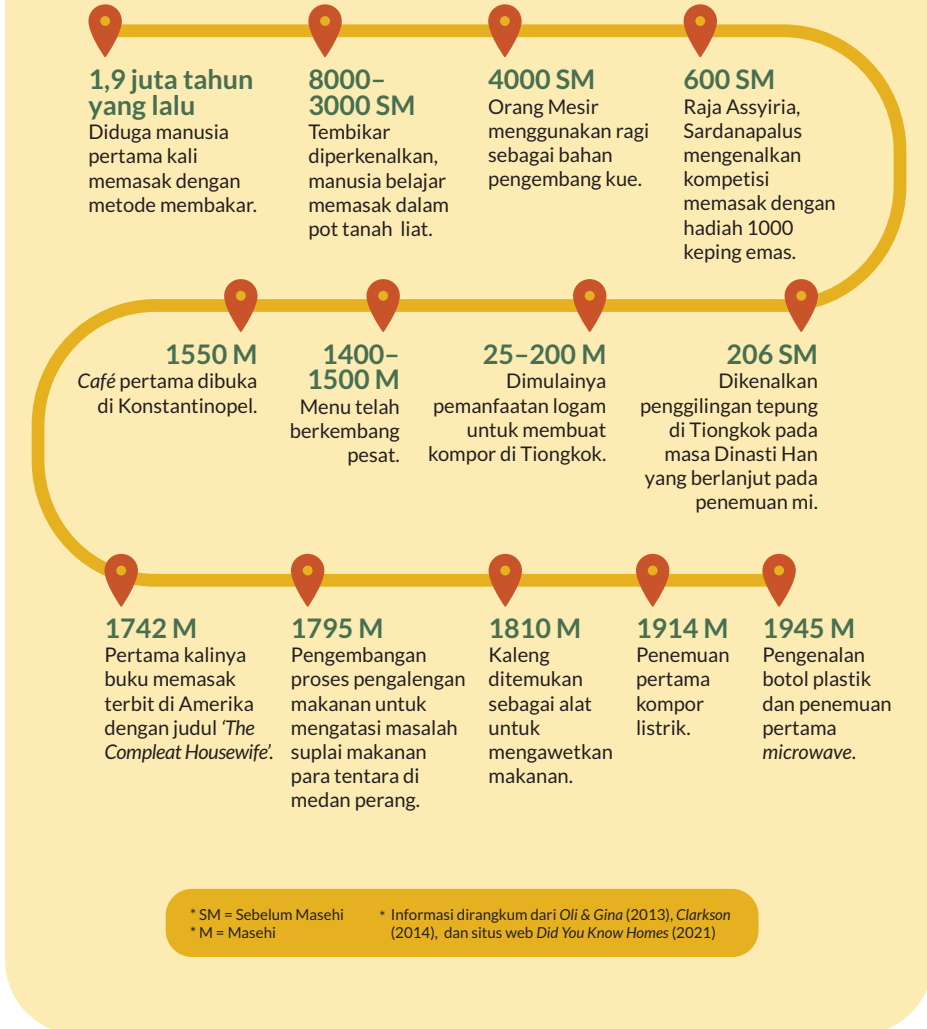 1,9 juta tahun
yang lalu
Diduga manusia
pertama kali
memasak dengan
metode membakar.
8000–
3000 SM
Tembikar
diperkenalkan,
manusia belajar
memasak dalam
pot tanah liat.
4000 SM
Orang Mesir
menggunakan ragi
sebagai bahan
pengembang kue.
600 SM
Raja Assyiria,
Sardanapalus
mengenalkan
kompetisi
memasak dengan
hadiah 1000
keping emas.
206 SM
Dikenalkan
penggilingan tepung
di Tiongkok pada
masa Dinasti Han
yang berlanjut pada
penemuan mi.
25–200 M
Dimulainya
pemanfaatan logam
untuk membuat
kompor di Tiongkok.
1400–
1500 M
Menu telah
berkembang
pesat.
1550 M
Café pertama dibuka
di Konstantinopel.
1742 M
Pertama kalinya
buku memasak
terbit di Amerika
dengan judul ‘The
Compleat Housewife’.
1795 M
Pengembangan
proses pengalengan
makanan untuk
mengatasi masalah
suplai makanan
para tentara di
medan perang.
1810 M
Kaleng
ditemukan
sebagai alat
untuk
mengawetkan
makanan.
1914 M
Penemuan
pertama
kompor
listrik.
1945 M
Pengenalan
botol plastik
dan penemuan
pertama
microwave.
* SM = Sebelum Masehi
* M = Masehi
* Informasi dirangkum dari Oli & Gina (2013), Clarkson
(2014), dan situs web Did You Know Homes (2021)